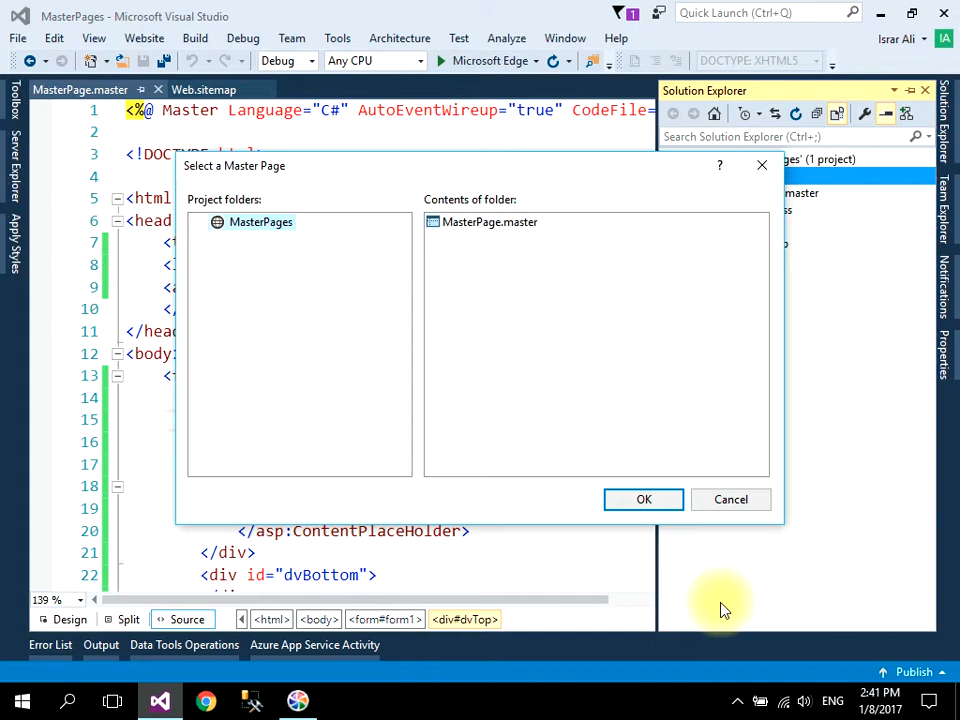 MasterPages - Microsoft Visual Studio
1
Quick Launch (Ctrl+Q)
File Edit View Website Build Debug Team Tools Architecture Test Analyze Window Help
Israr Ali IA
Debug Any CPU Microsoft Edge DOCTYPE: XHTML5
MasterPage.master Web.sitemap
Solution Explorer
Search Solution Explorer (Ctrl+;)
Toolbox
Server Explorer
Apply Styles
Solution Explorer
Team Explorer
Notifications
Properties
1 <%@ Master Language="C#" AutoEventWireup="true" CodeFile=
2
3 <!DOCTYPE html>
4
5 <html
6 <head
7 <t
8 <l
9 <a
10 </
11 </hea
12 <body>
13 <f
14
15
16
17
18
19
20 </asp:ContentPlaceHolder>
21 </div>
22 <div id="dvBottom">
ges' (1 project)
master
ss
p
Select a Master Page
?
Project folders:
MasterPages
Contents of folder:
MasterPage.master
OK
Cancel
139 %
Design Split Source <html> <body> <form#form1> <div#dvTop>
Error List Output Data Tools Operations Azure App Service Activity
Publish
ENG
2:41 PM
1/8/2017